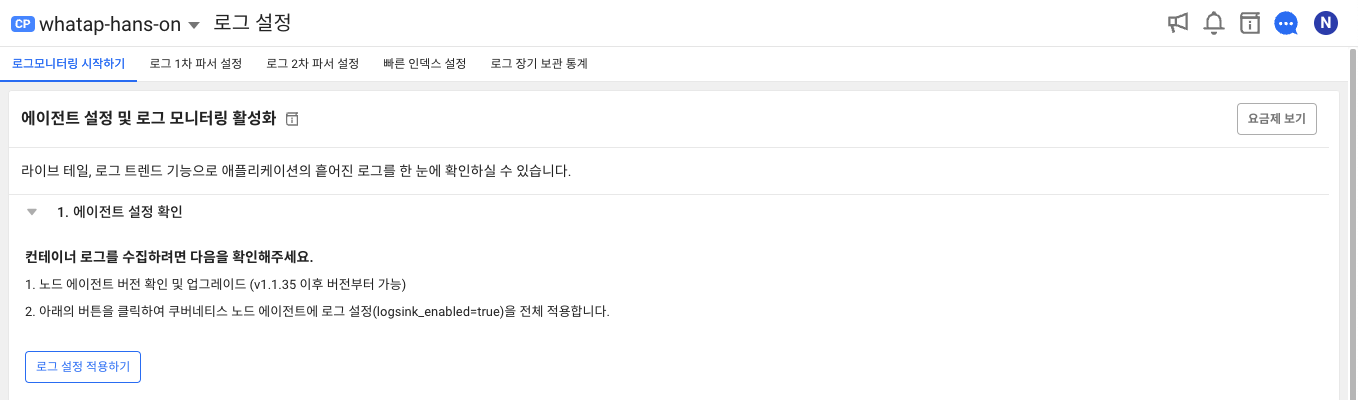 CP whatap-hans-on 로그 설정
N
로그모니터링 시작하기 로그 1차 파서 설정 로그 2차 파서 설정 빠른 인덱스 설정 로그 장기 보관 통계
에이전트 설정 및 로그 모니터링 활성화
요금제 보기
라이브 테일, 로그 트렌드 기능으로 애플리케이션의 흩어진 로그를 한 눈에 확인하실 수 있습니다.
1. 에이전트 설정 확인
컨테이너 로그를 수집하려면 다음을 확인해주세요.
1. 노드 에이전트 버전 확인 및 업그레이드 (v1.1.35 이후 버전부터 가능)
2. 아래의 버튼을 클릭하여 쿠버네티스 노드 에이전트에 로그 설정(logsink_enabled=true)을 전체 적용합니다.
로그 설정 적용하기